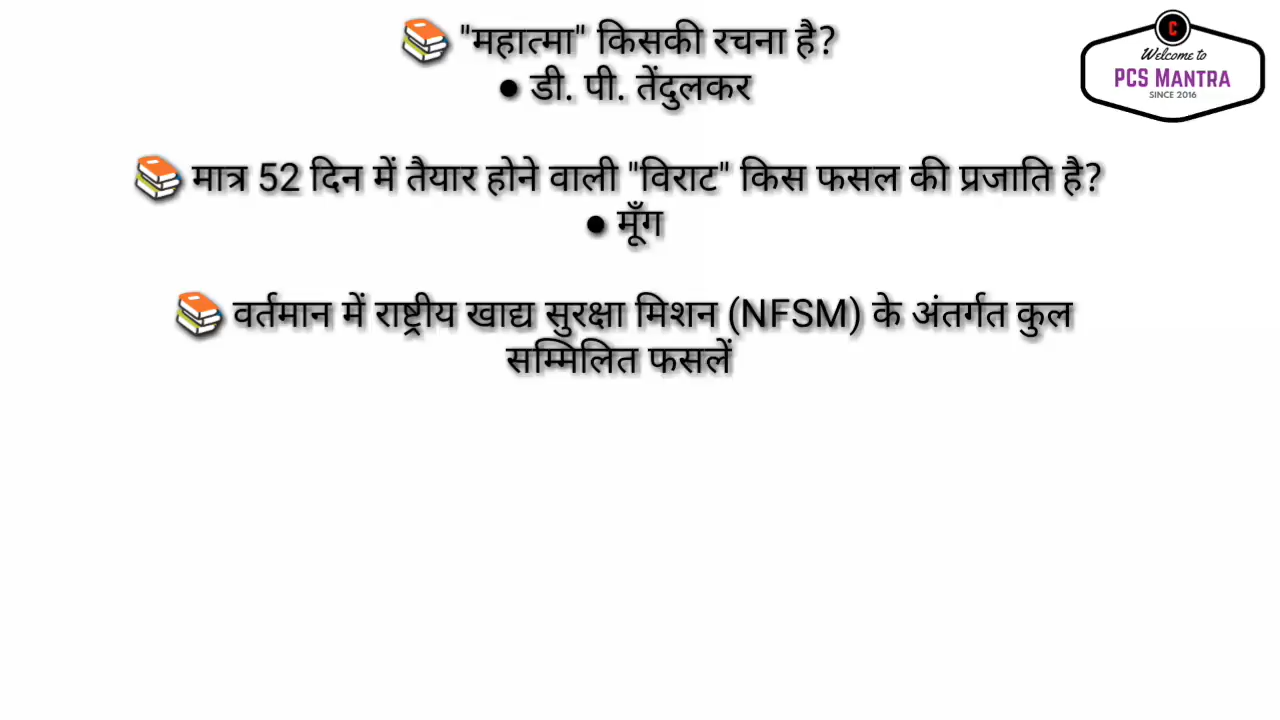 📚 "महात्मा" किसकी रचना है?
● डी. पी. तेंदुलकर
📚 मात्र 52 दिन में तैयार होने वाली "विराट" किस फसल की प्रजाति है?
● मूँग
📚 वर्तमान में राष्ट्रीय खाद्य सुरक्षा मिशन (NFSM) के अंतर्गत कुल
सम्मिलित फसलें
C
Welcome to
PCS MANTRA
SINCE 2016